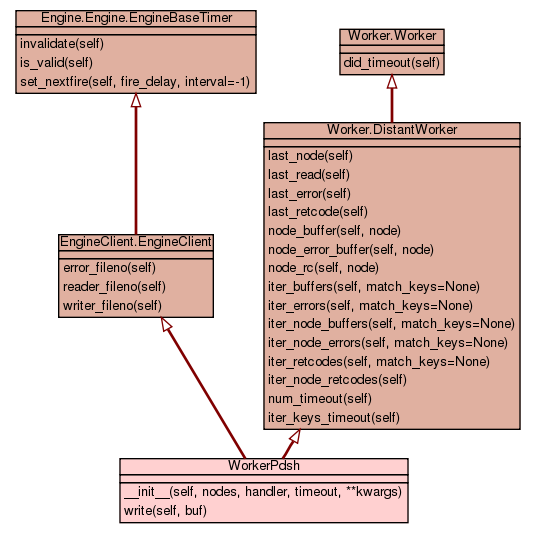 Engine.Engine.EngineBaseTimer
invalidate(self)
is_valid(self)
set_nextfire(self, fire_delay, interval=-1)
Worker.Worker
did_timeout(self)
Worker.DistantWorker
last_node(self)
last_read(self)
last_error(self)
last_retcode(self)
node_buffer(self, node)
node_error_buffer(self, node)
node_rc(self, node)
iter_buffers(self, match_keys=None)
iter_errors(self, match_keys=None)
iter_node_buffers(self, match_keys=None)
iter_node_errors(self, match_keys=None)
iter_retcodes(self, match_keys=None)
iter_node_retcodes(self)
num_timeout(self)
iter_keys_timeout(self)
EngineClient.EngineClient
error_fileno(self)
reader_fileno(self)
writer_fileno(self)
WorkerPdsh
__init__(self, nodes, handler, timeout, **kwargs)
write(self, buf)